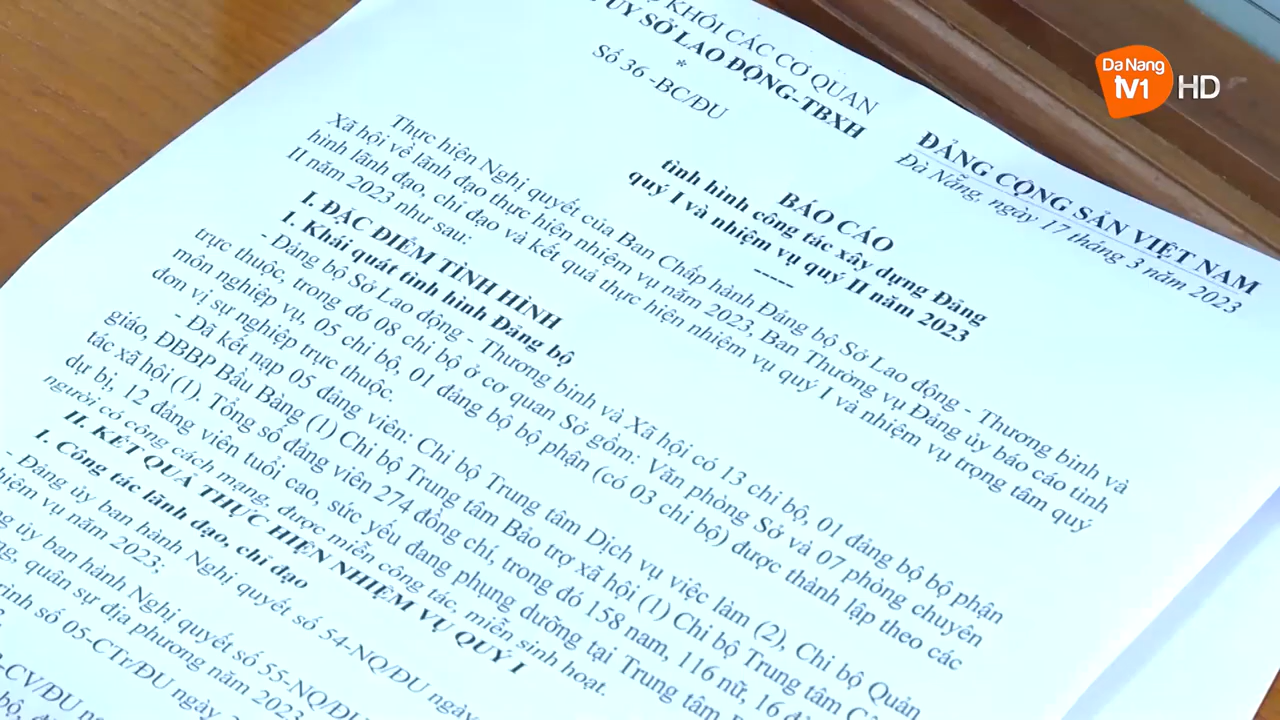 Da Nang
TV1 HD
KHỐI CÁC CƠ QUAN
ỦY SỞ LAO ĐỘNG-TBXH
*
Số 36 -BC/ĐU
ĐẢNG CỘNG SẢN VIỆT NAM
Đà Nẵng, ngày 17 tháng 3 năm 2023
BÁO CÁO
tình hình công tác xây dựng Đảng
quý I và nhiệm vụ quý II năm 2023
-----
Thực hiện Nghị quyết của Ban Chấp hành Đảng bộ Sở Lao động - Thương binh và
Xã hội về lãnh đạo thực hiện nhiệm vụ năm 2023, Ban Thường vụ Đảng ủy báo cáo tình
hình lãnh đạo, chỉ đạo và kết quả thực hiện nhiệm vụ quý I và nhiệm vụ trọng tâm quý
II năm 2023 như sau:
I. ĐẶC ĐIỂM TÌNH HÌNH
1. Khái quát tình hình Đảng bộ
- Đảng bộ Sở Lao động - Thương binh và Xã hội có 13 chi bộ, 01 đảng bộ bộ phận
trực thuộc, trong đó 08 chi bộ ở cơ quan Sở gồm: Văn phòng Sở và 07 phòng chuyên
môn nghiệp vụ, 05 chi bộ, 01 đảng bộ bộ phận (có 03 chi bộ) được thành lập theo các
đơn vị sự nghiệp trực thuộc.
- Đã kết nạp 05 đảng viên: Chi bộ Trung tâm Dịch vụ việc làm (2), Chi bộ Quản
giáo, ĐBBP Bầu Bàng (1) Chi bộ Trung tâm Bảo trợ xã hội (1) Chi bộ Trung tâm
tác xã hội (1). Tổng số đảng viên 274 đồng chí, trong đó 158 nam, 116 nữ, 16
dự bị, 12 đảng viên tuổi cao, sức yếu đang phụng dưỡng tại Trung tâm
người có công cách mạng, được miễn công tác, miễn sinh hoạt.
II. KẾT QUẢ THỰC HIỆN NHIỆM VỤ QUÝ I
1. Công tác lãnh đạo, chỉ đạo
- Đảng ủy ban hành Nghị quyết số 54-NQ/ĐU ngày
vụ năm 2023;
ủy ban hành Nghị quyết số 55-NQ/ĐU
quân sự địa phương năm 2023
số 05-CTr/ĐU ngày
CV/ĐU